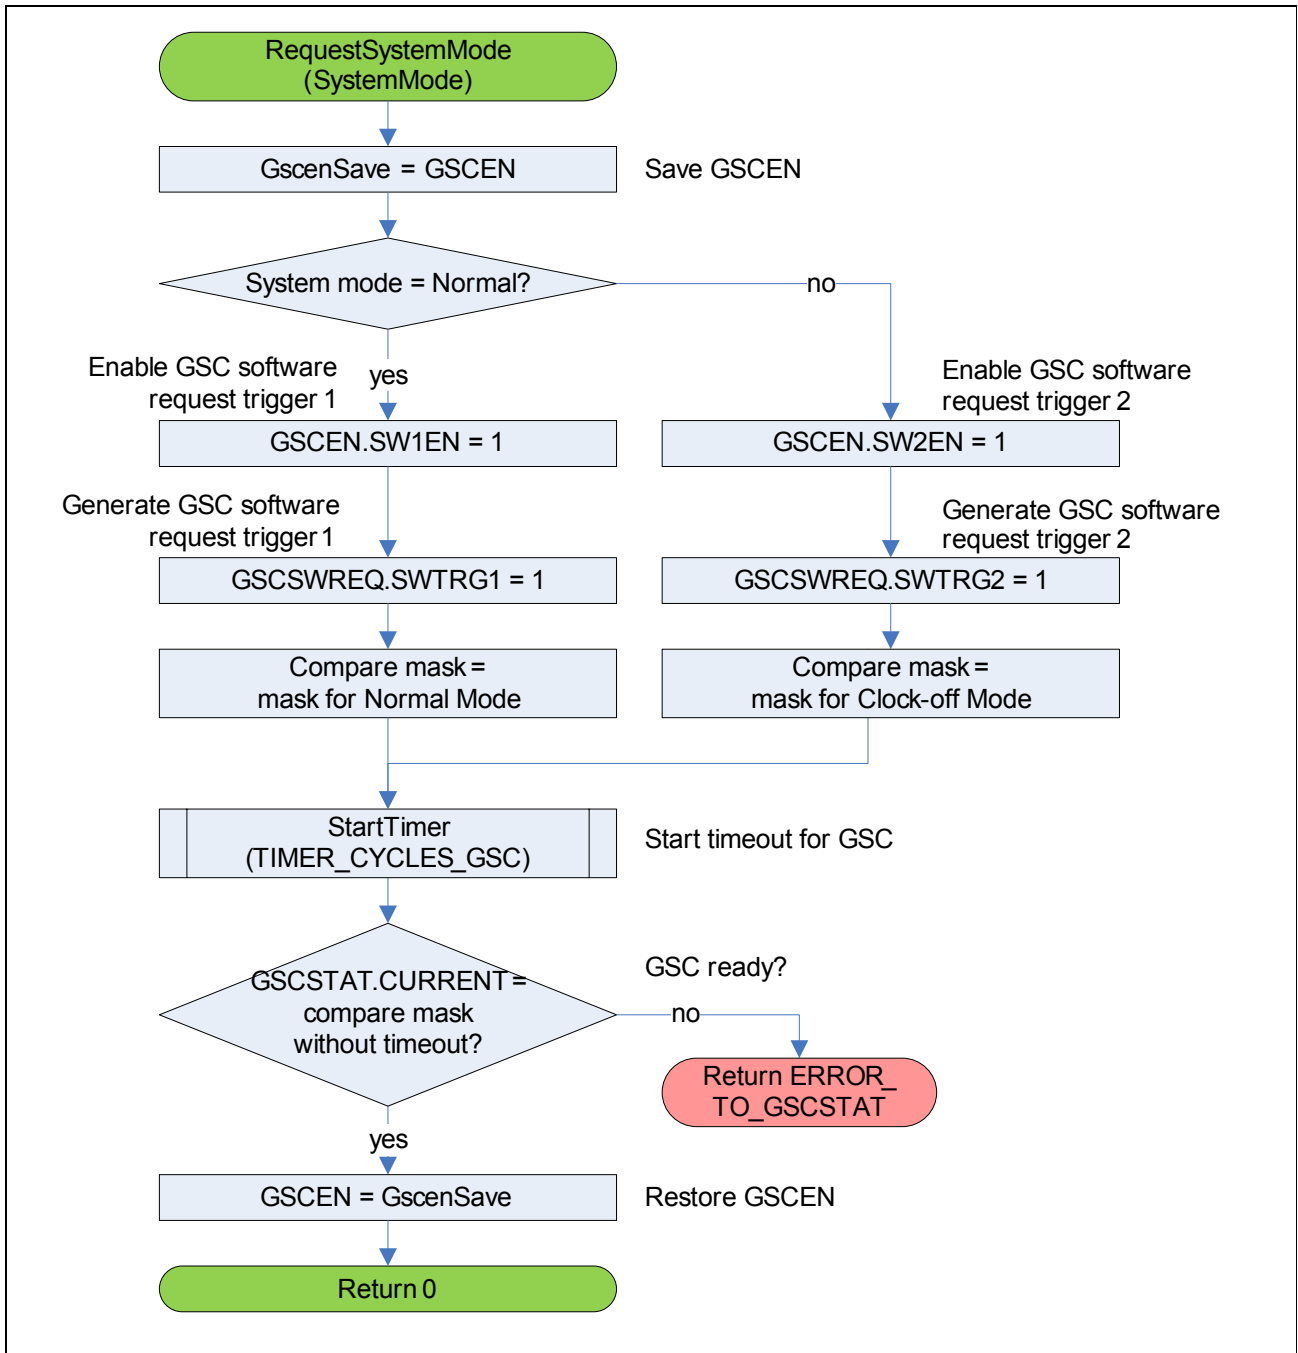 RequestSystemMode
(SystemMode)
GscenSave = GSCEN
Save GSCEN
System mode = Normal?
no
yes
Enable GSC software
request trigger 1
Enable GSC software
request trigger 2
GSCEN.SW1EN = 1
GSCEN.SW2EN = 1
Generate GSC software
request trigger 1
Generate GSC software
request trigger 2
GSCSWREQ.SWTRG1 = 1
GSCSWREQ.SWTRG2 = 1
Compare mask =
mask for Normal Mode
Compare mask =
mask for Clock-off Mode
StartTimer
(TIMER_CYCLES_GSC)
Start timeout for GSC
GSCSTAT.CURRENT =
compare mask
without timeout?
GSC ready?
no
Return ERROR_
TO_GSCSTAT
yes
GSCEN = GscenSave
Restore GSCEN
Return 0